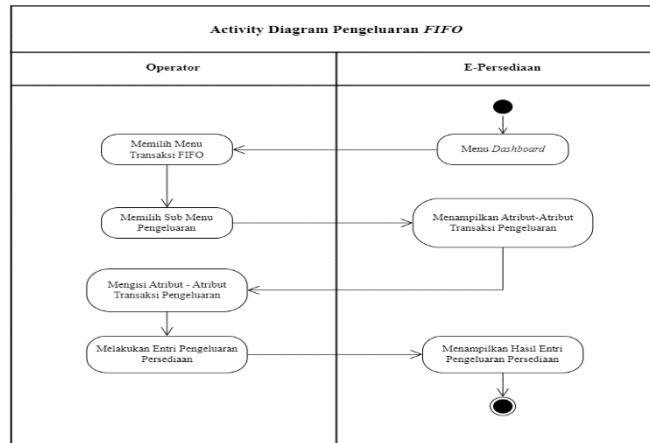 Activity Diagram Pengeluaran FIFO
Operator
E-Persediaan
Menu Dashboard
Memilih Menu
Transaksi FIFO
Memilih Sub Menu
Pengeluaran
Menampilkan Atribut-Atribut
Transaksi Pengeluaran
Mengisi Atribut - Atribut
Transaksi Pengeluaran
Melakukan Entri Pengeluaran
Persediaan
Menampilkan Hasil Entri
Pengeluaran Persediaan